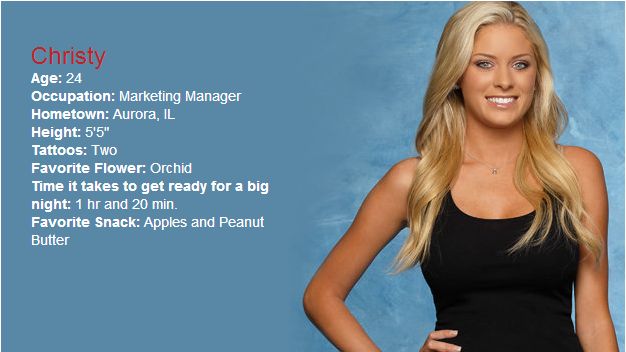 Christy
Age: 24
Occupation: Marketing Manager
Hometown: Aurora, IL
Height: 5'5"
Tattoos: Two
Favorite Flower: Orchid
Time it takes to get ready for a big
night: 1 hr and 20 min.
Favorite Snack: Apples and Peanut
Butter